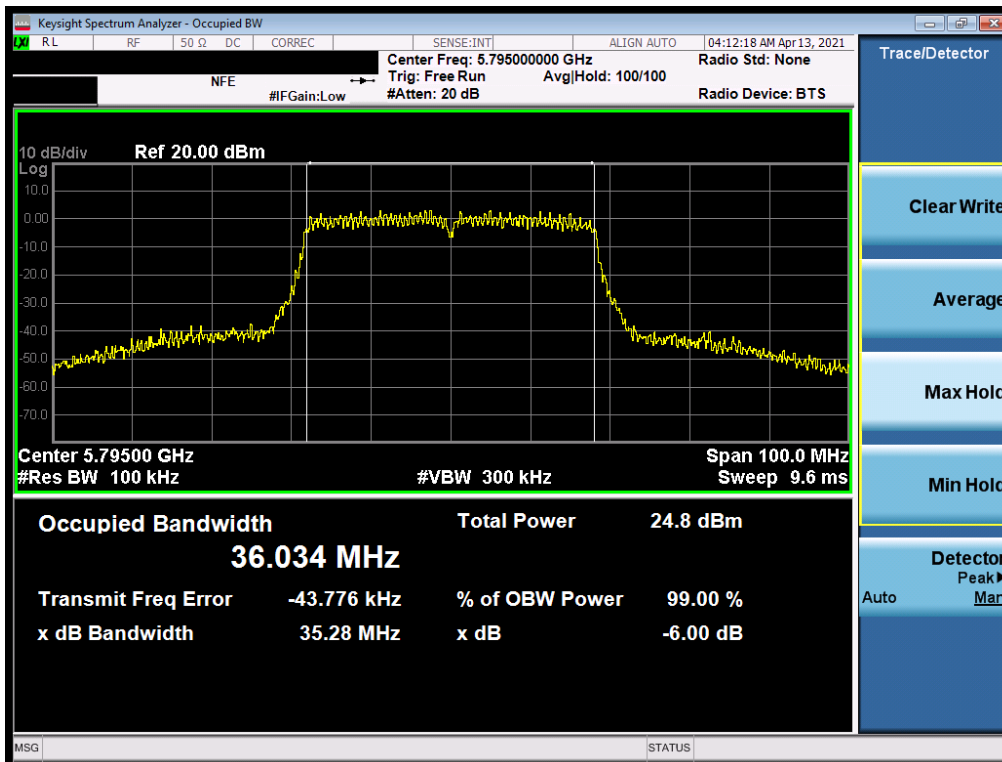 Keysight Spectrum Analyzer - Occupied BW
LXI RL RF 50 Ω DC CORREC SENSE:INT ALIGN AUTO 04:12:18 AM Apr 13, 2021
Center Freq: 5.795000000 GHz Radio Std: None
NFE Trig: Free Run Avg|Hold: 100/100
#IFGain:Low #Atten: 20 dB Radio Device: BTS
Trace/Detector
10 dB/div Ref 20.00 dBm
Log
10.0
0.00
-10.0
-20.0
-30.0
-40.0
-50.0
-60.0
-70.0
Center 5.79500 GHz Span 100.0 MHz
#Res BW 100 kHz #VBW 300 kHz Sweep 9.6 ms
Occupied Bandwidth Total Power 24.8 dBm
36.034 MHz
Transmit Freq Error -43.776 kHz % of OBW Power 99.00 %
x dB Bandwidth 35.28 MHz x dB -6.00 dB
Clear Write
Average
Max Hold
Min Hold
Detector
Peak▶
Auto Man
MSG STATUS